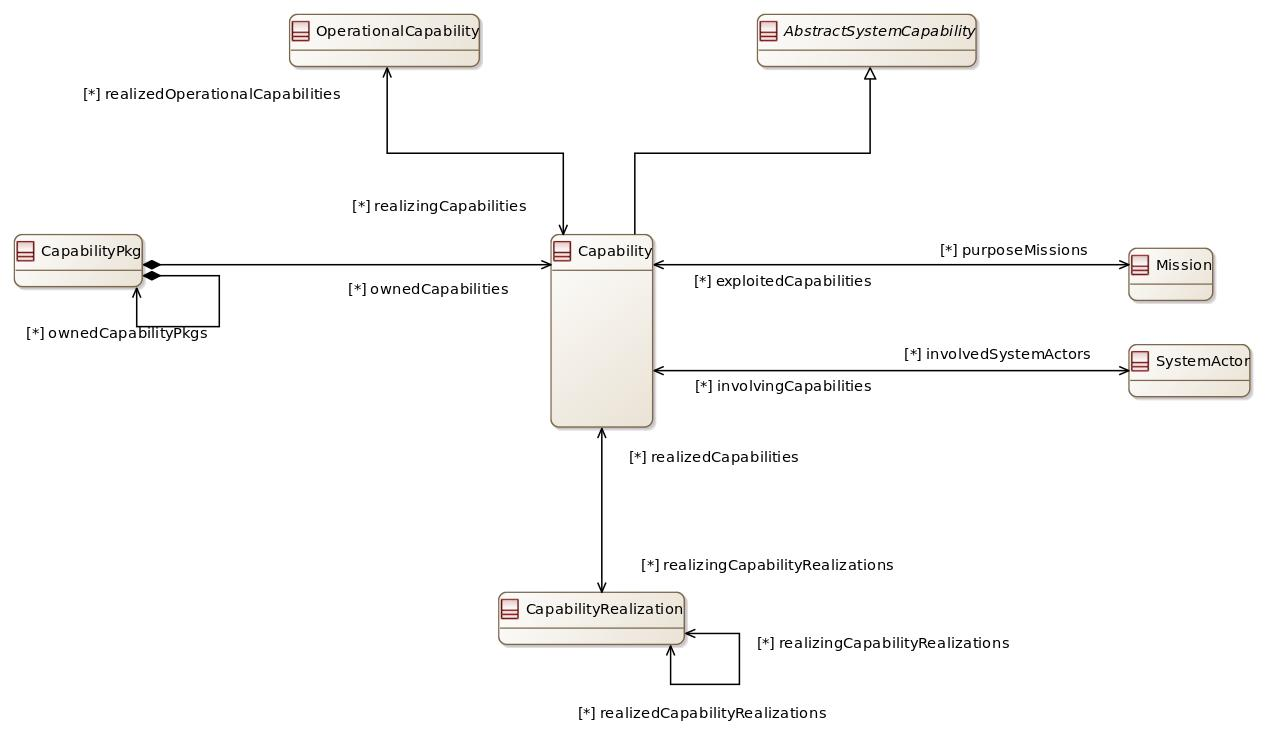 OperationalCapability
AbstractSystemCapability
[*] realizedOperationalCapabilities
[*] realizingCapabilities
CapabilityPkg
Capability
[*] purposeMissions
Mission
[*] exploitedCapabilities
[*] ownedCapabilities
[*] ownedCapabilityPkgs
[*] involvedSystemActors
SystemActor
[*] involvingCapabilities
[*] realizedCapabilities
[*] realizingCapabilityRealizations
CapabilityRealization
[*] realizingCapabilityRealizations
[*] realizedCapabilityRealizations